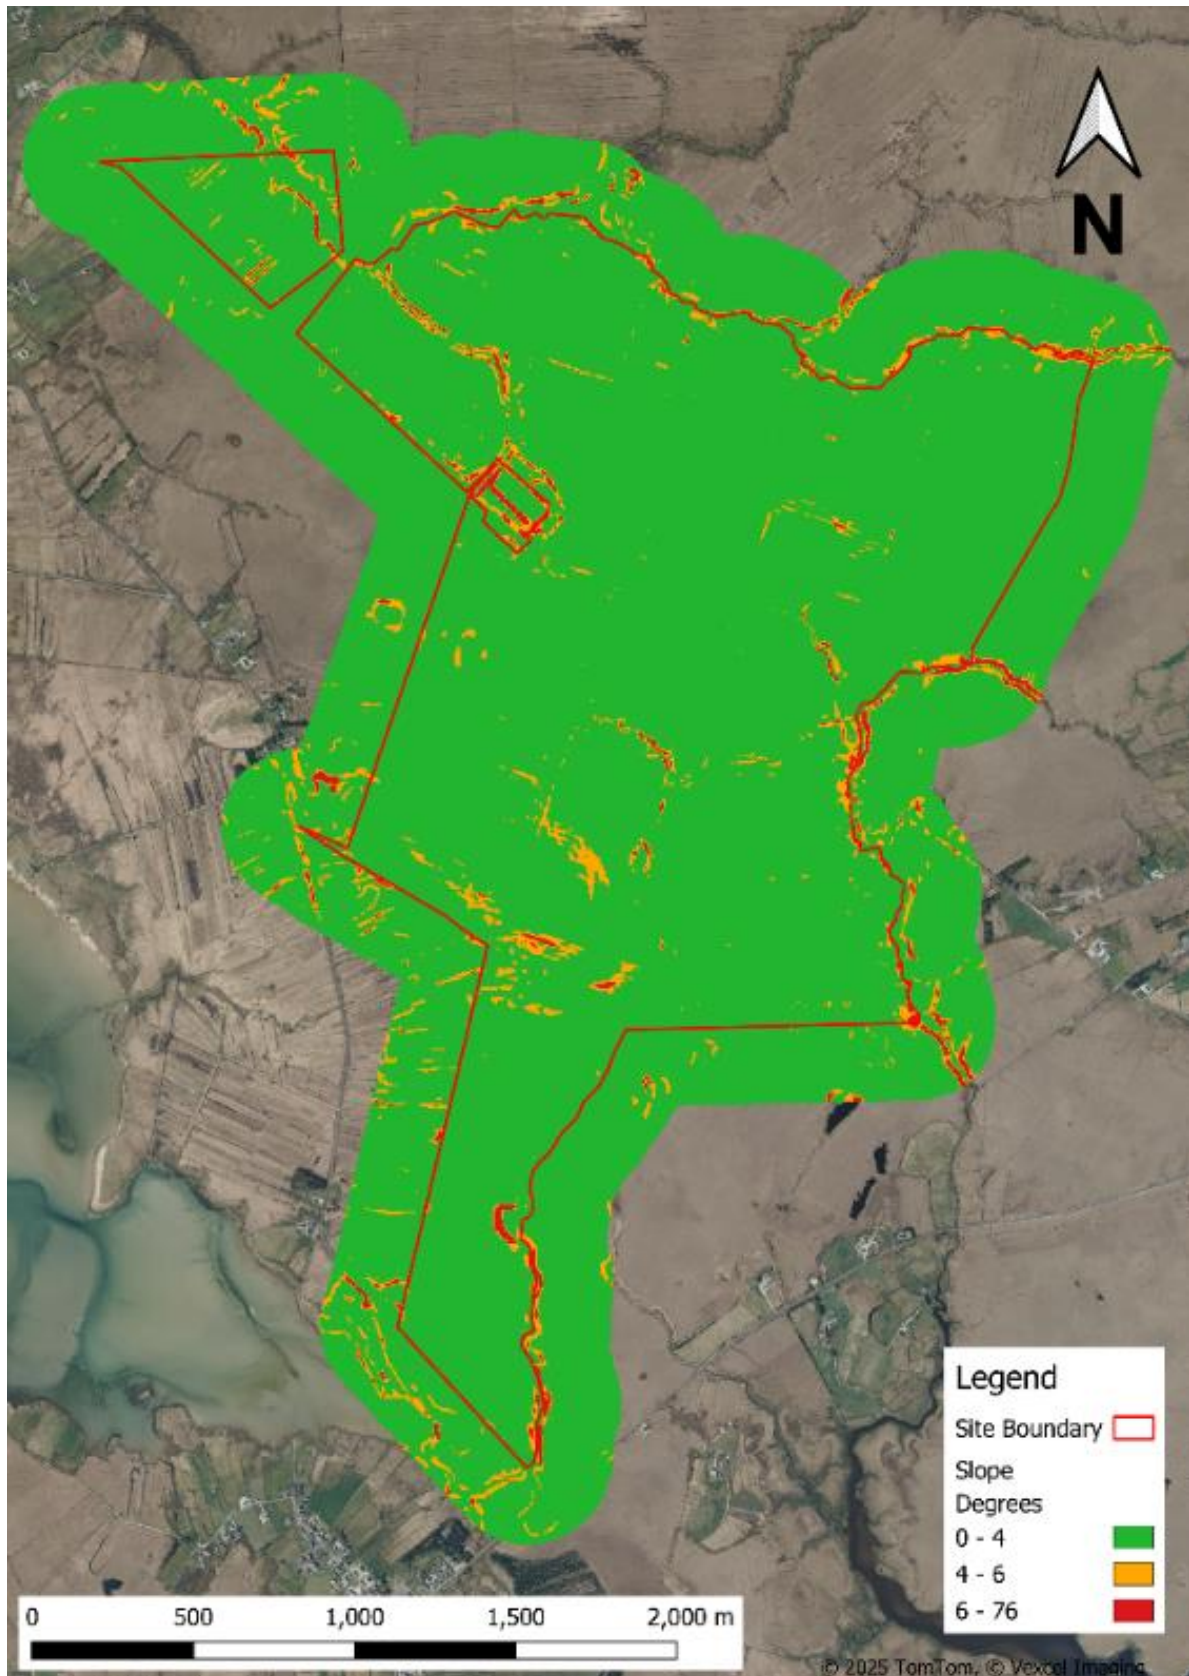 N
Legend
Site Boundary
Slope
Degrees
0 - 4
4 - 6
6 - 76
0 500 1,000 1,500 2,000 m
© 2025 TomTom, © Vexcel Imaging